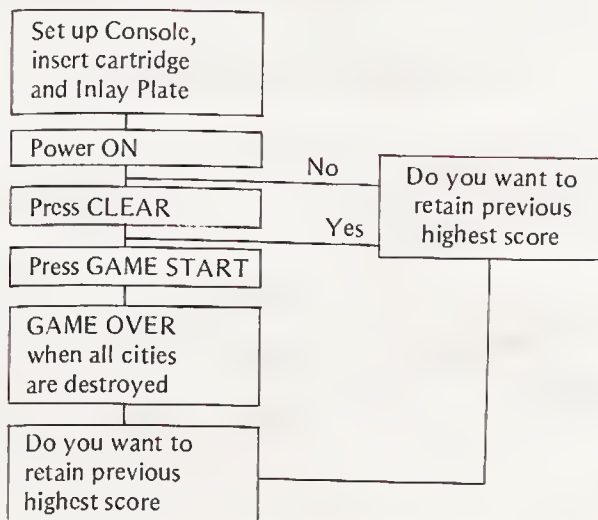 Set up Console,
insert cartridge
and Inlay Plate
Power ON
No
Do you want to
retain previous
highest score
Press CLEAR
Yes
Press GAME START
GAME OVER
when all cities
are destroyed
Do you want to
retain previous
highest score